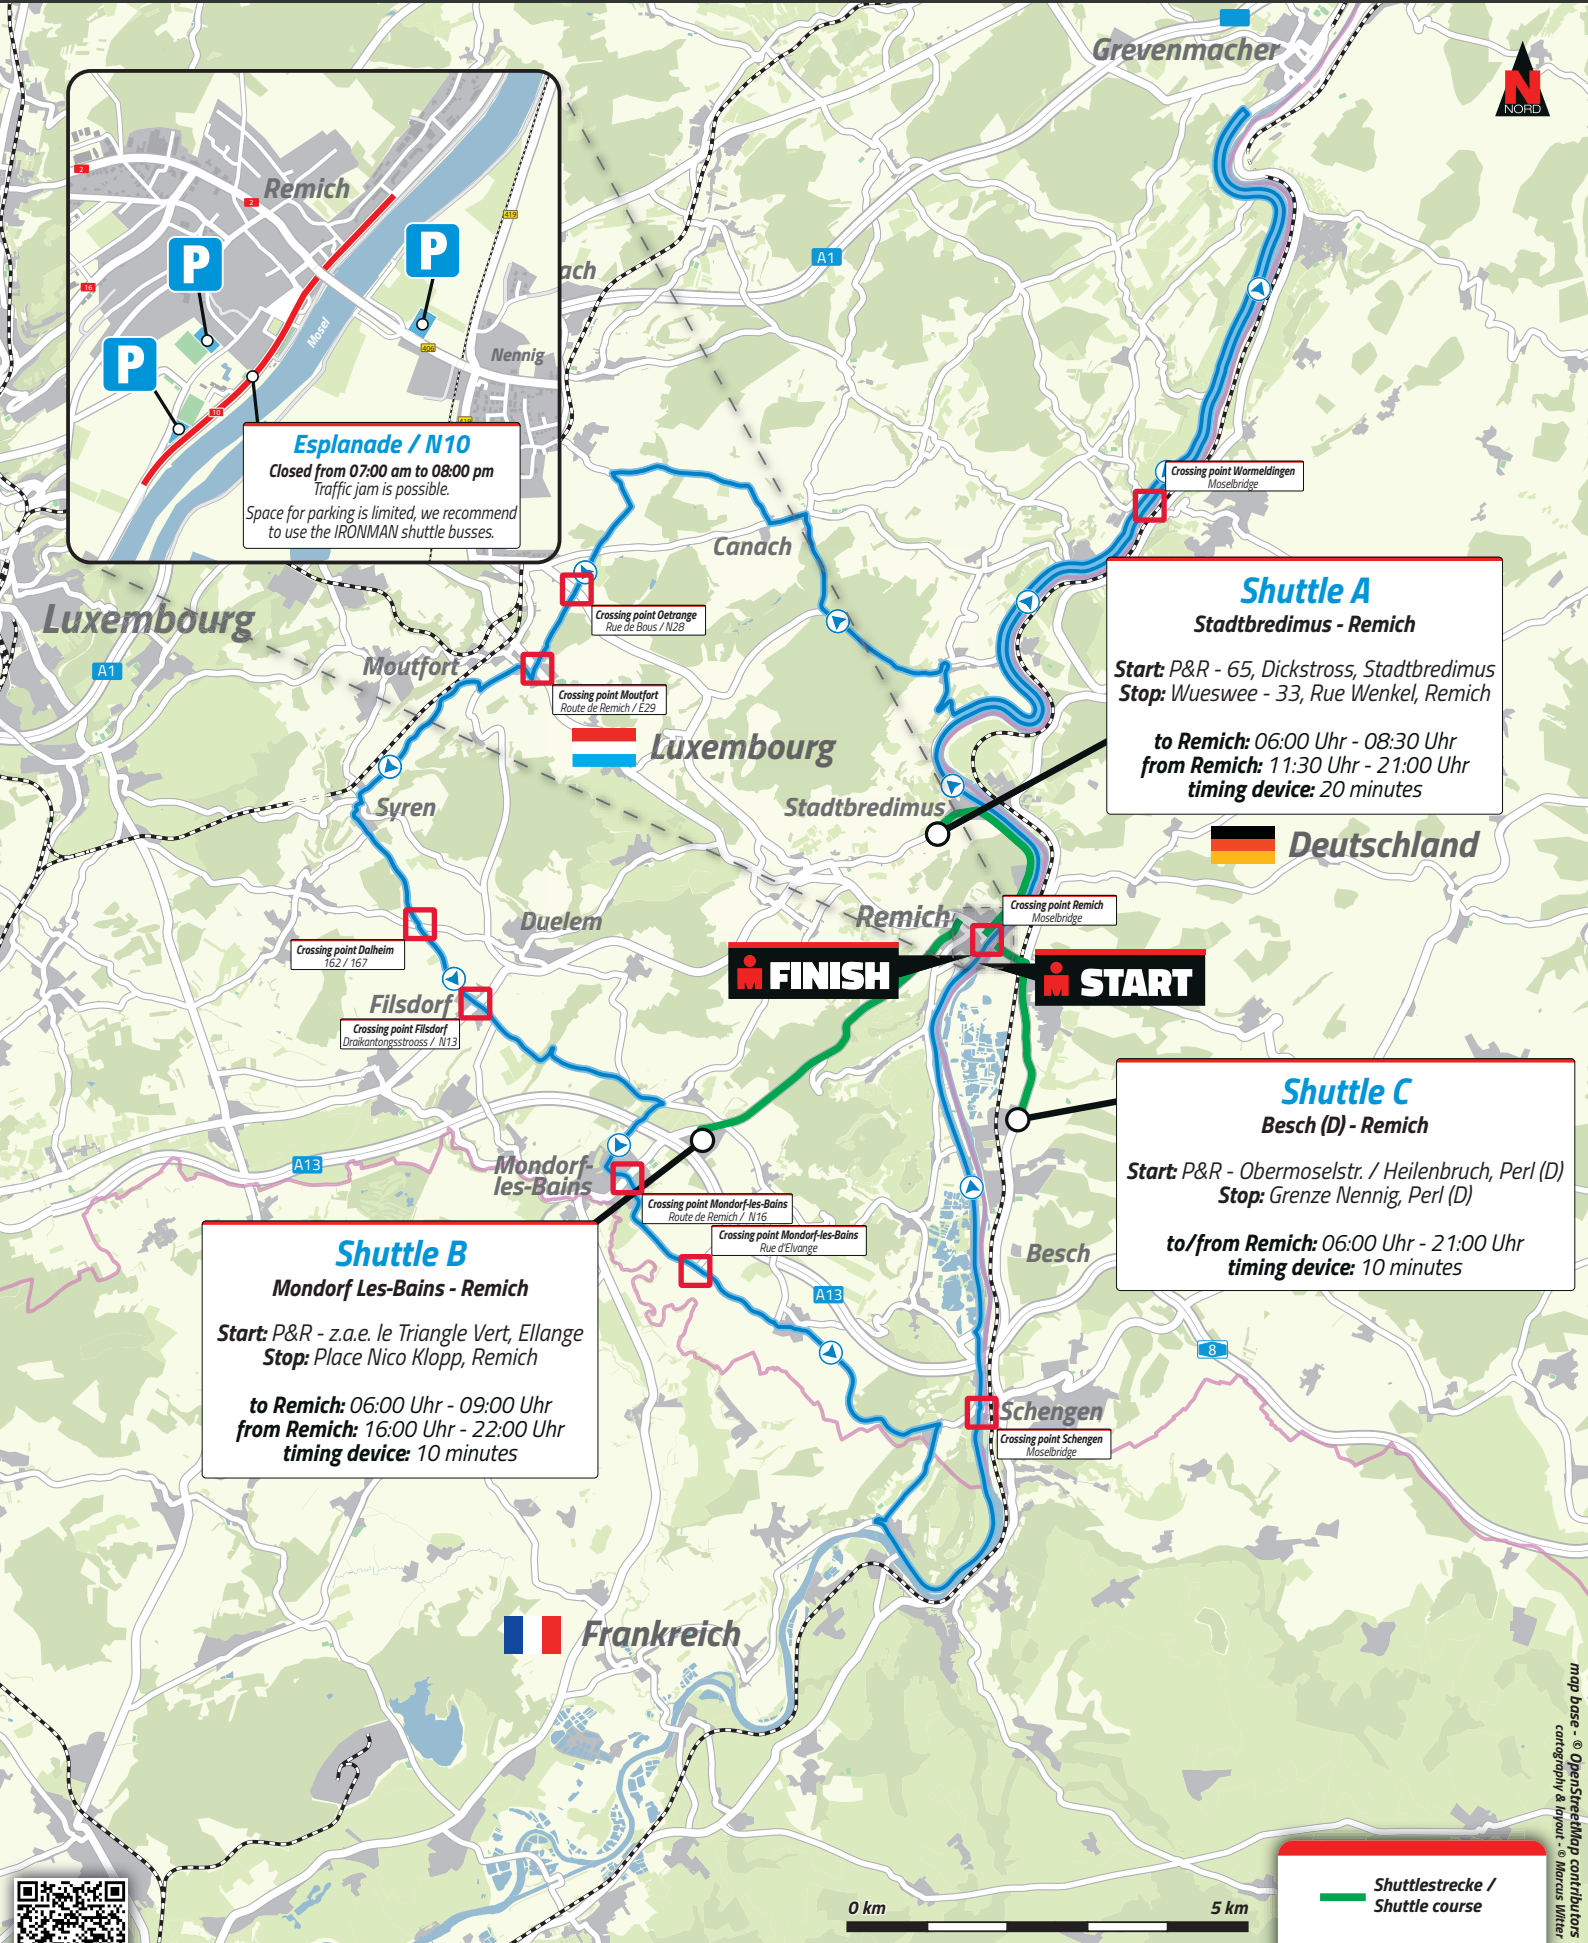 Grevenmacher
N
NORD
Remich
2
2
16
419
P
P
P
ach
A1
Mosel
406
Nennig
10
419
Esplanade / N10
Closed from 07:00 am to 08:00 pm
Traffic jam is possible.
Space for parking is limited, we recommend
to use the IRONMAN shuttle busses.
Crossing point Wormeldingen
Moselbridge
Canach
Luxembourg
A1
Crossing point Oetrange
Rue de Bous / N28
Moutfort
Crossing point Moutfort
Route de Remich / E29
Luxembourg
Shuttle A
Stadtbredimus - Remich
Start: P&R - 65, Dickstross, Stadtbredimus
Stop: Wueswee - 33, Rue Wenkel, Remich
to Remich: 06:00 Uhr - 08:30 Uhr
from Remich: 11:30 Uhr - 21:00 Uhr
timing device: 20 minutes
Syren
Stadtbredimus
Deutschland
Duelem
Remich
Crossing point Remich
Moselbridge
Crossing point Dalheim
162 / 167
FINISH
START
Filsdorf
Crossing point Filsdorf
Draikantongsstrooss / N13
Shuttle C
Besch (D) - Remich
Start: P&R - Obermoselstr. / Heilenbruch, Perl (D)
Stop: Grenze Nennig, Perl (D)
to/from Remich: 06:00 Uhr - 21:00 Uhr
timing device: 10 minutes
A13
Mondorf-
les-Bains
Crossing point Mondorf-les-Bains
Route de Remich / N16
Crossing point Mondorf-les-Bains
Rue d'Elvange
Besch
A13
8
Shuttle B
Mondorf Les-Bains - Remich
Start: P&R - z.a.e. le Triangle Vert, Ellange
Stop: Place Nico Klopp, Remich
to Remich: 06:00 Uhr - 09:00 Uhr
from Remich: 16:00 Uhr - 22:00 Uhr
timing device: 10 minutes
Schengen
Crossing point Schengen
Moselbridge
Frankreich
0 km
5 km
Shuttlestrecke /
Shuttle course
map base - © OpenStreetMap contributors
cartography & layout - © Marcus Witter